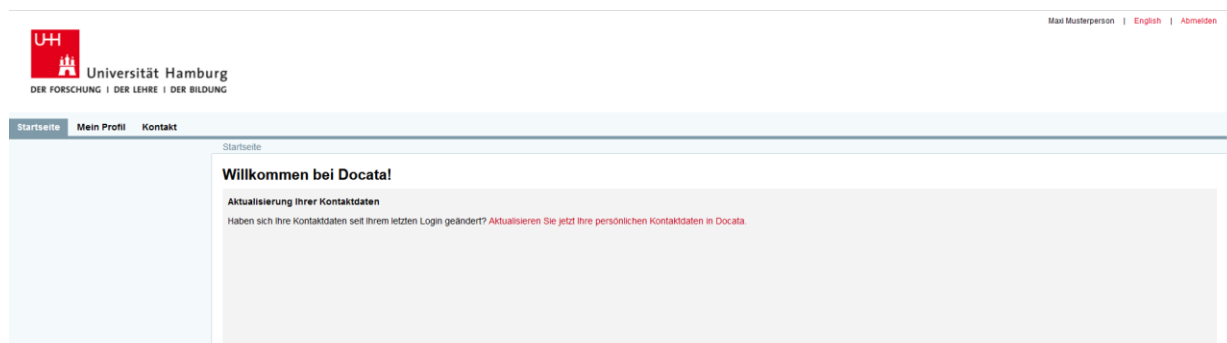 Maxi Musterperson | English | Abmelden
UHH
Universität Hamburg
DER FORSCHUNG | DER LEHRE | DER BILDUNG
Startseite Mein Profil Kontakt
Startseite
Willkommen bei Docata!
Aktualisierung Ihrer Kontaktdaten
Haben sich Ihre Kontaktdaten seit Ihrem letzten Login geändert? Aktualisieren Sie jetzt Ihre persönlichen Kontaktdaten in Docata.